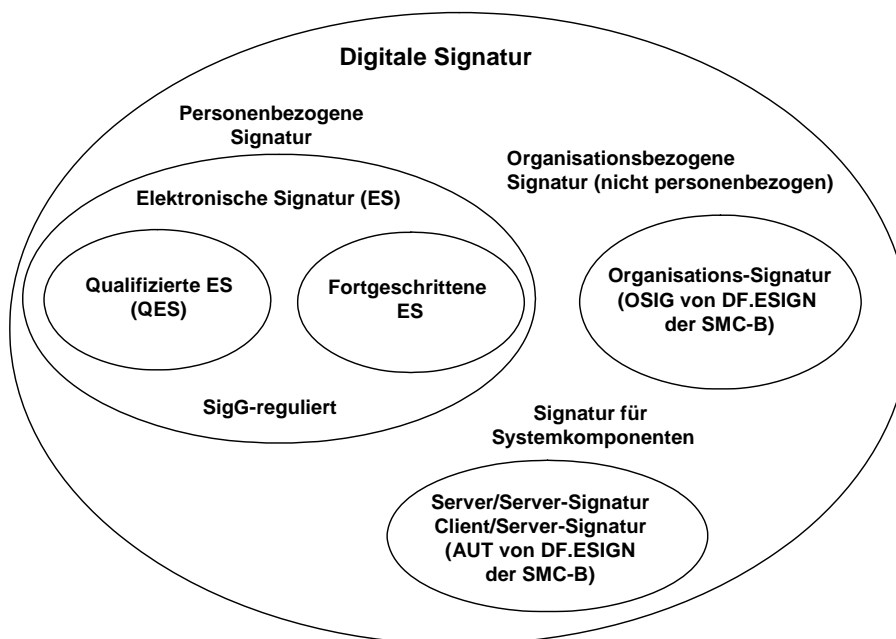 Digitale Signatur
Personenbezogene
Signatur
Organisationsbezogene
Signatur (nicht personenbezogen)
Elektronische Signatur (ES)
Qualifizierte ES
(QES)
Fortgeschrittene
ES
Organisations-Signatur
(OSIG von DF.ESIGN
der SMC-B)
SigG-reguliert
Signatur für
Systemkomponenten
Server/Server-Signatur
Client/Server-Signatur
(AUT von DF.ESIGN
der SMC-B)